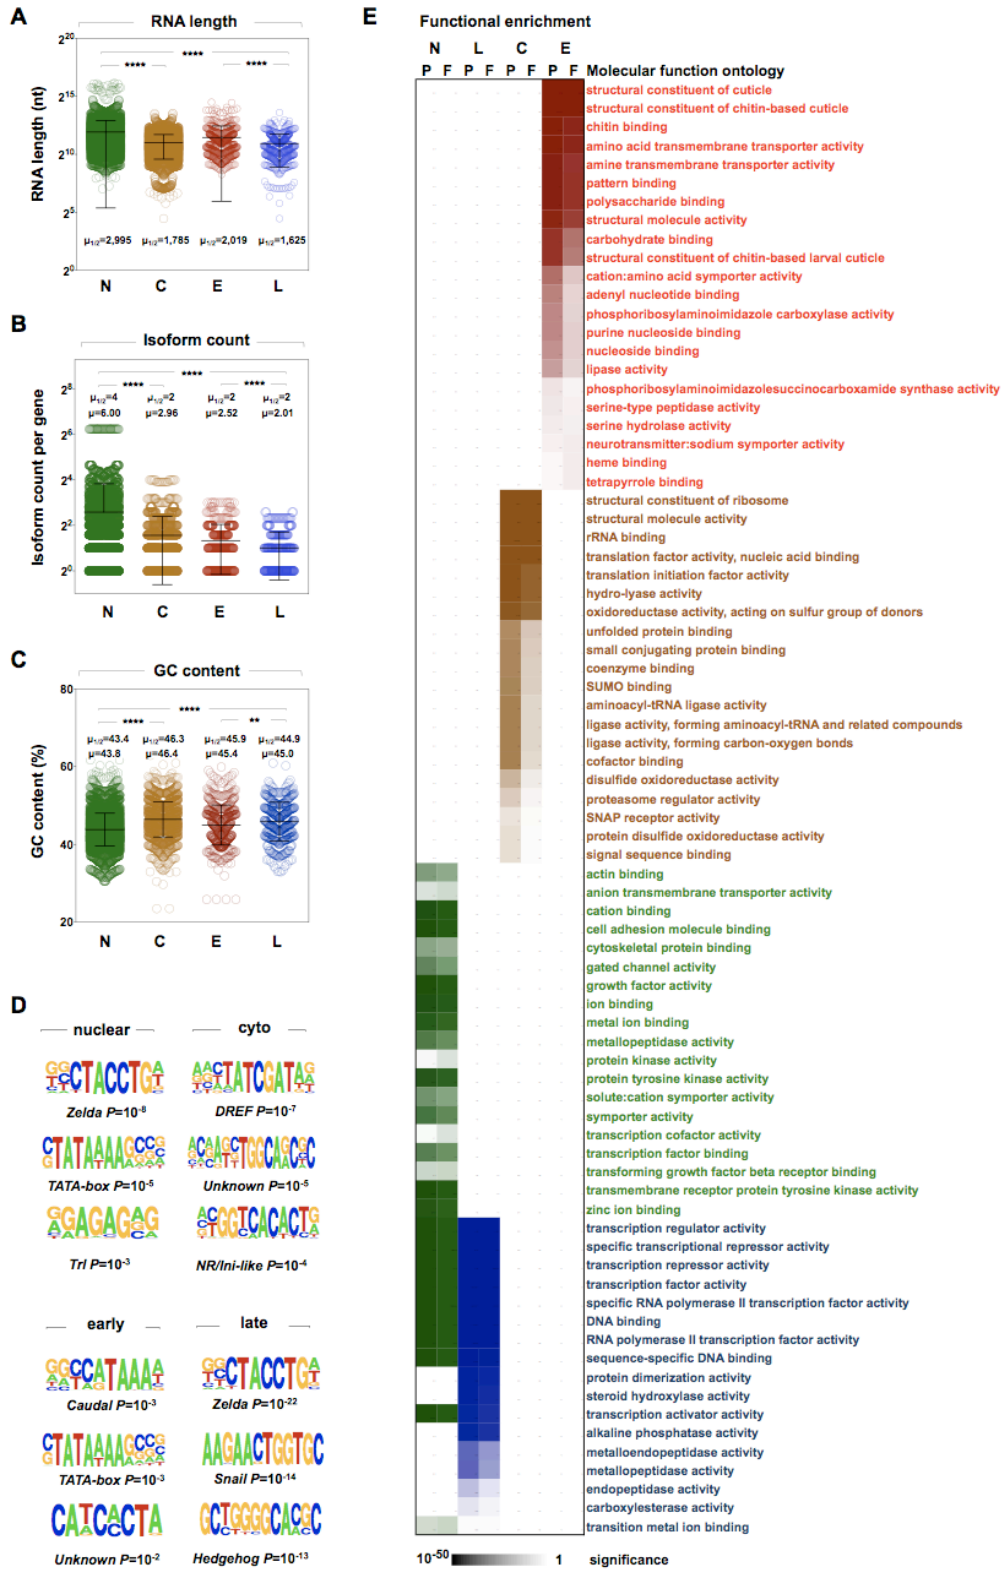 A
RNA length
RNA length (nt)
2^20
2^15
2^10
2^5
2^0
****
****
****
μ1/2=2,995
μ1/2=1,785
μ1/2=2,019
μ1/2=1,625
N
C
E
L
B
Isoform count
Isoform count per gene
2^8
2^6
2^4
2^2
2^0
****
****
****
μ1/2=4
μ1/2=2
μ1/2=2
μ1/2=2
μ=6.00
μ=2.96
μ=2.52
μ=2.01
N
C
E
L
C
GC content
GC content (%)
80
60
40
20
****
****
**
μ1/2=43.4
μ1/2=46.3
μ1/2=45.9
μ1/2=44.9
μ=43.8
μ=46.4
μ=45.4
μ=45.0
N
C
E
L
D
nuclear
cyto
Zelda P=10^-8
DREF P=10^-7
TATA-box P=10^-5
Unknown P=10^-5
Trl P=10^-3
NR/Ini-like P=10^-4
early
late
Caudal P=10^-3
Zelda P=10^-22
TATA-box P=10^-3
Snail P=10^-14
Unknown P=10^-2
Hedgehog P=10^-13
E
Functional enrichment
N L C E
P F P F P F P F Molecular function ontology
structural constituent of cuticle
structural constituent of chitin-based cuticle
chitin binding
amino acid transmembrane transporter activity
amine transmembrane transporter activity
pattern binding
polysaccharide binding
structural molecule activity
carbohydrate binding
structural constituent of chitin-based larval cuticle
cation:amino acid symporter activity
adenyl nucleotide binding
phosphoribosylaminoimidazole carboxylase activity
purine nucleoside binding
nucleoside binding
lipase activity
phosphoribosylaminoimidazolesuccinocarboxamide synthase activity
serine-type peptidase activity
serine hydrolase activity
neurotransmitter:sodium symporter activity
heme binding
tetrapyrrole binding
structural constituent of ribosome
structural molecule activity
rRNA binding
translation factor activity, nucleic acid binding
translation initiation factor activity
hydro-lyase activity
oxidoreductase activity, acting on sulfur group of donors
unfolded protein binding
small conjugating protein binding
coenzyme binding
SUMO binding
aminoacyl-tRNA ligase activity
ligase activity, forming aminoacyl-tRNA and related compounds
ligase activity, forming carbon-oxygen bonds
cofactor binding
disulfide oxidoreductase activity
proteasome regulator activity
SNAP receptor activity
protein disulfide oxidoreductase activity
signal sequence binding
actin binding
anion transmembrane transporter activity
cation binding
cell adhesion molecule binding
cytoskeletal protein binding
gated channel activity
growth factor activity
ion binding
metal ion binding
metallopeptidase activity
protein kinase activity
protein tyrosine kinase activity
solute:cation symporter activity
symporter activity
transcription cofactor activity
transcription factor binding
transforming growth factor beta receptor binding
transmembrane receptor protein tyrosine kinase activity
zinc ion binding
transcription regulator activity
specific transcriptional repressor activity
transcription repressor activity
transcription factor activity
specific RNA polymerase II transcription factor activity
DNA binding
RNA polymerase II transcription factor activity
sequence-specific DNA binding
protein dimerization activity
steroid hydroxylase activity
transcription activator activity
alkaline phosphatase activity
metalloendopeptidase activity
metallopeptidase activity
endopeptidase activity
carboxylesterase activity
transition metal ion binding
10^-50 1 significance